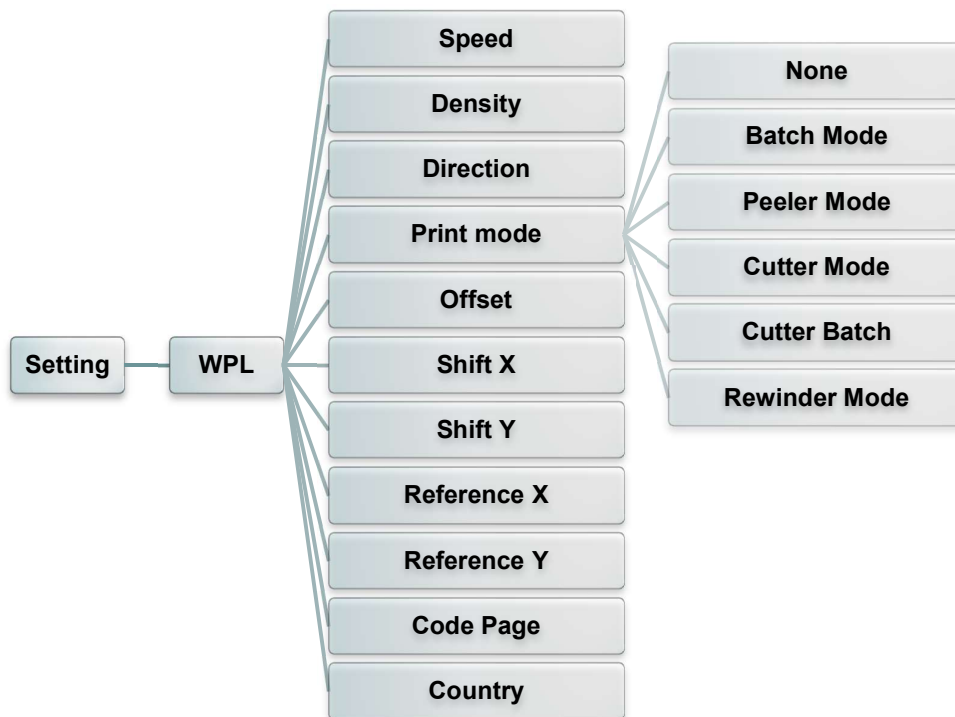 Setting
WPL
Speed
Density
Direction
Print mode
Offset
Shift X
Shift Y
Reference X
Reference Y
Code Page
Country
None
Batch Mode
Peeler Mode
Cutter Mode
Cutter Batch
Rewinder Mode